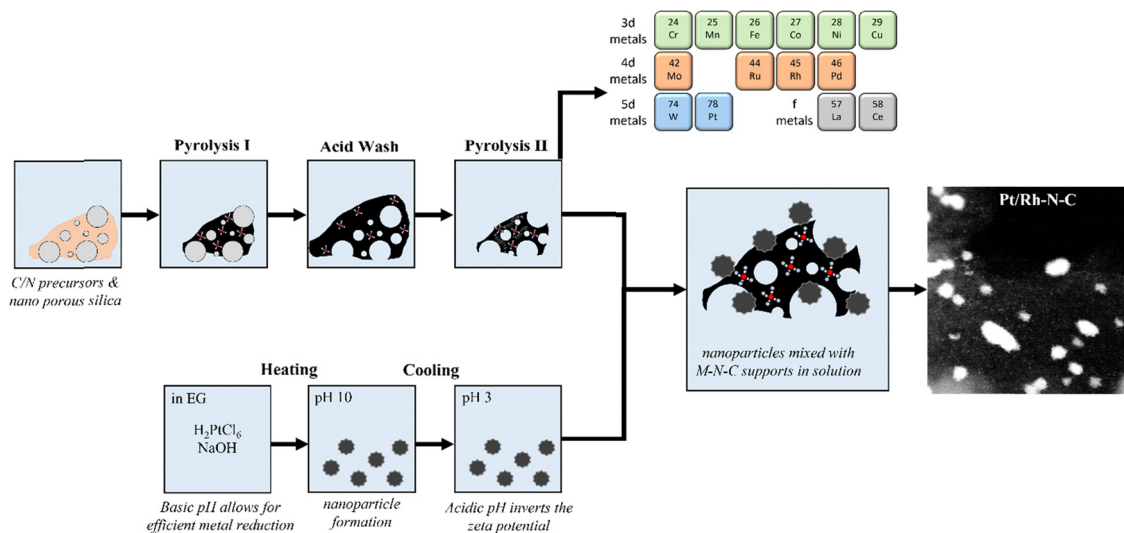 3d metals
24 Cr
25 Mn
26 Fe
27 Co
28 Ni
29 Cu
4d metals
42 Mo
44 Ru
45 Rh
46 Pd
5d metals
74 W
78 Pt
f metals
57 La
58 Ce
Pyrolysis I
Acid Wash
Pyrolysis II
C/N precursors &
nano porous silica
Heating
Cooling
in EG
H₂PtCl₆
NaOH
pH 10
pH 3
Basic pH allows for
efficient metal reduction
nanoparticle
formation
Acidic pH inverts the
zeta potential
nanoparticles mixed with
M-N-C supports in solution
Pt/Rh-N-C